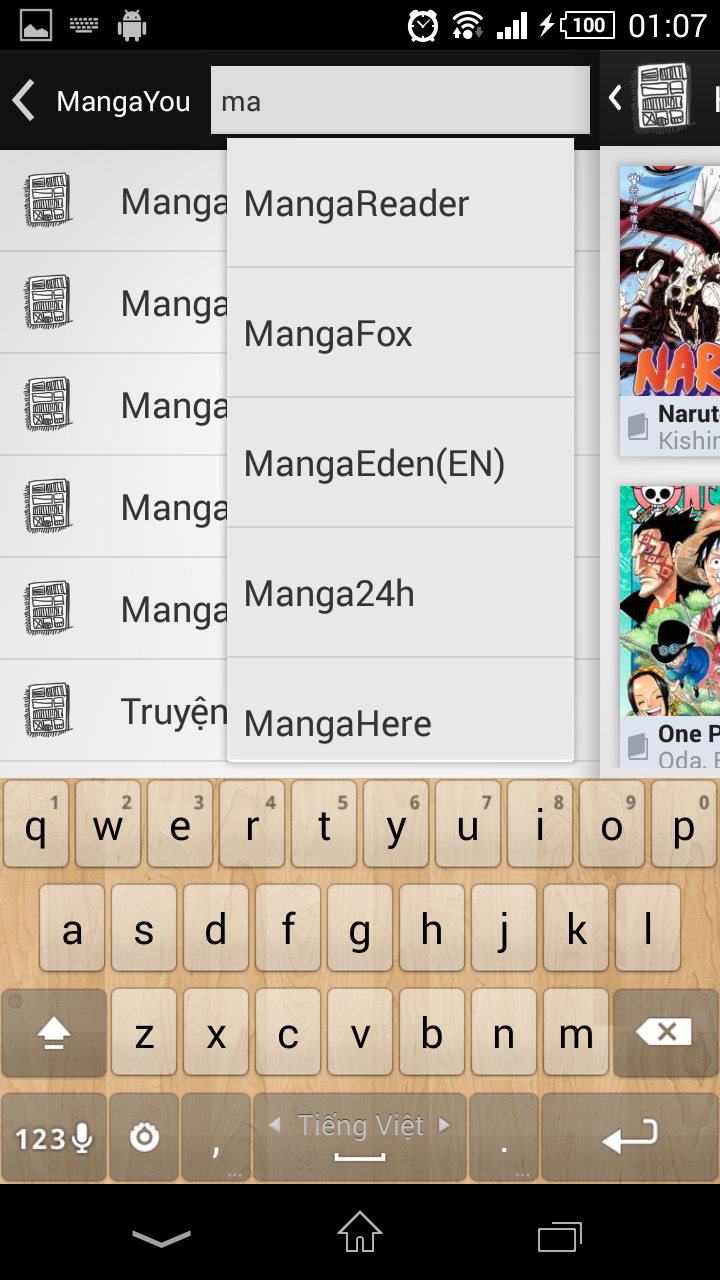 100 01:07
MangaYou
ma
Manga
Manga
Manga
Manga
Manga
Truyện
MangaReader
MangaFox
MangaEden(EN)
Manga24h
MangaHere
NAR
Narut
Kishir
One P
Oda, E
1 2 3 4 5 6 7 8 9 0
q w e r t y u i o p
a s d f g h j k l
z x c v b n m
123 , Tiếng Việt .